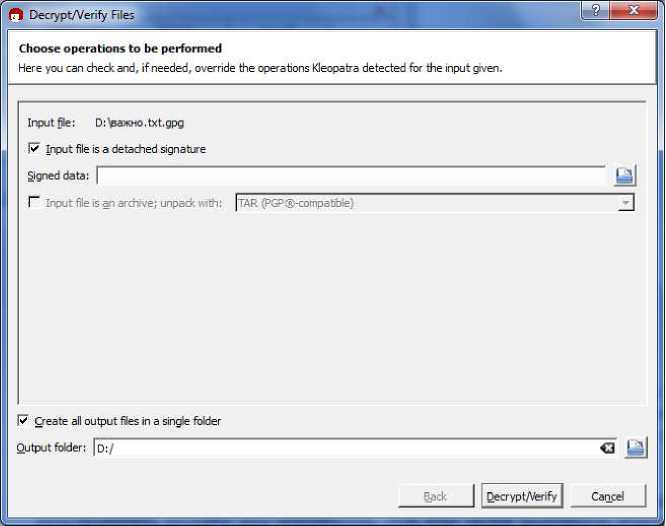 Decrypt/Verify Files
Choose operations to be performed
Here you can check and, if needed, override the operations Kleopatra detected for the input given.
Input file: D:\важно.txt.gpg
Input file is a detached signature
Signed data:
Input file is an archive; unpack with: TAR (PGP®-compatible)
Create all output files in a single folder
Output folder: D:/
Back Decrypt/Verify Cancel